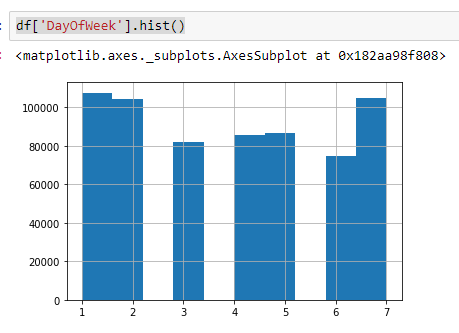 df['DayOfWeek'].hist()
<matplotlib.axes._subplots.AxesSubplot at 0x182aa98f808>
100000
80000
60000
40000
20000
0
1 2 3 4 5 6 7